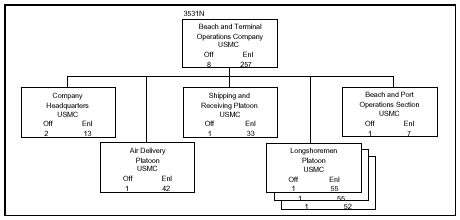 3531N
Beach and Terminal
Operations Company
USMC
Off Enl
8 257
Company
Headquarters
USMC
Off Enl
2 13
Shipping and
Receiving Platoon
USMC
Off Enl
1 33
Beach and Port
Operations Section
USMC
Off Enl
1 7
Air Delivery
Platoon
USMC
Off Enl
1 42
Longshoremen
Platoon
USMC
Off Enl
1 55
1 55
1 52